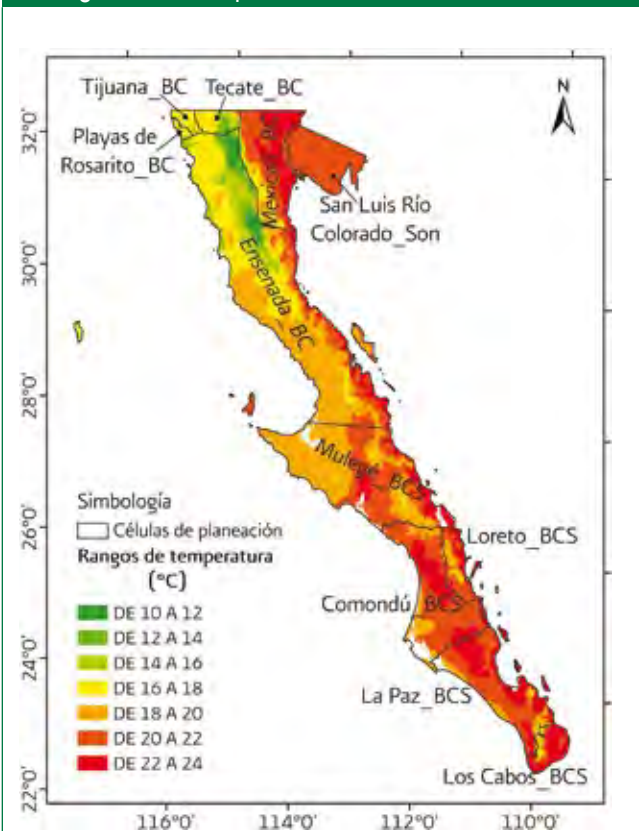 Tijuana_BC
Tecate_BC
Playas de
Rosarito_BC
N
San Luis Río
Colorado_Son
Ensenada_BC
Mulegé_BCS
Loreto_BCS
Comondú_BCS
La Paz_BCS
Los Cabos_BCS
Simbología
Células de planeación
Rangos de temperatura
(°C)
DE 10 A 12
DE 12 A 14
DE 14 A 16
DE 16 A 18
DE 18 A 20
DE 20 A 22
DE 22 A 24
32°0'
30°0'
28°0'
26°0'
24°0'
22°0'
116°0'
114°0'
112°0'
110°0'